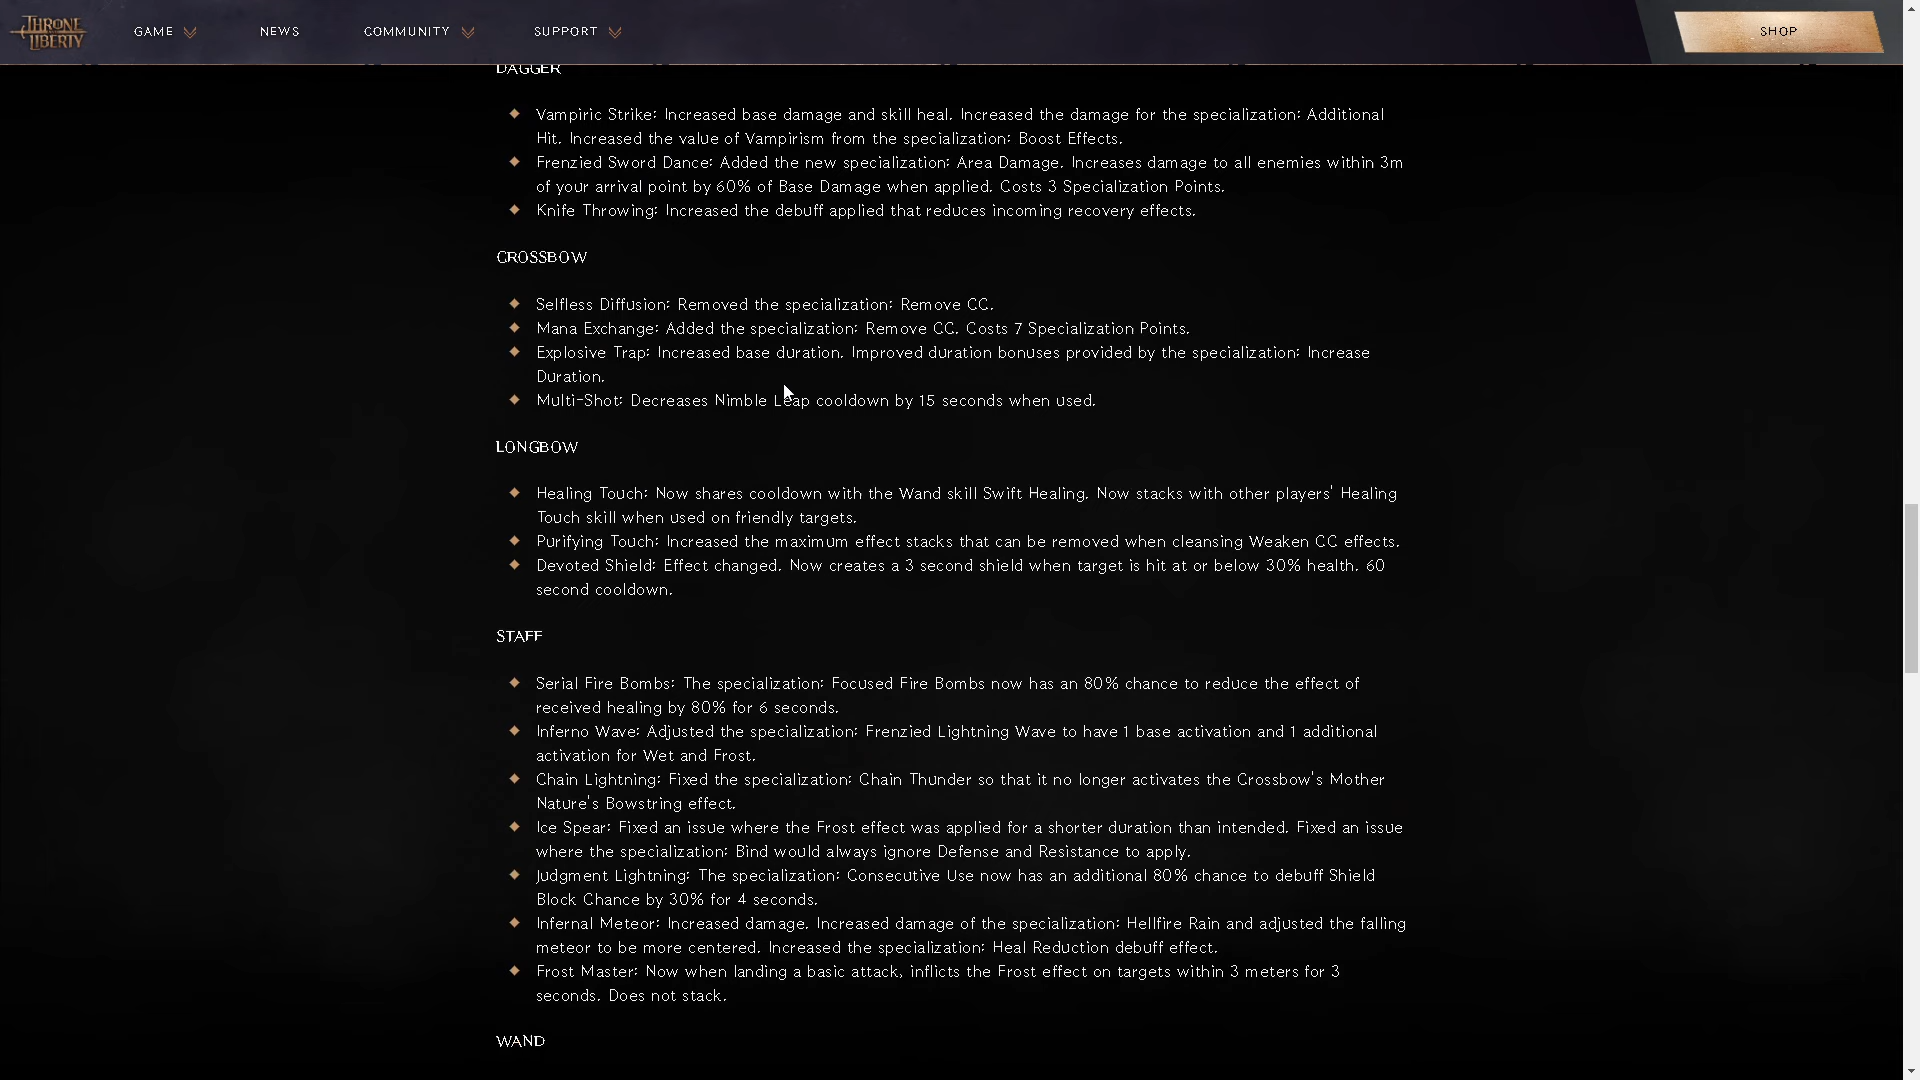 THRONE
LIBERTY
GAME
NEWS
COMMUNITY
SUPPORT
SHOP
DAGGER
Vampiric Strike: Increased base damage and skill heal. Increased the damage for the specialization: Additional
Hit. Increased the value of Vampirism from the specialization: Boost Effects.
Frenzied Sword Dance: Added the new specialization: Area Damage. Increases damage to all enemies within 3m
of your arrival point by 60% of Base Damage when applied. Costs 3 Specialization Points.
Knife Throwing: Increased the debuff applied that reduces incoming recovery effects.
CROSSBOW
Selfless Diffusion: Removed the specialization: Remove CC.
Mana Exchange: Added the specialization: Remove CC. Costs 7 Specialization Points.
Explosive Trap: Increased base duration. Improved duration bonuses provided by the specialization: Increase
Duration.
Multi-Shot: Decreases Nimble Leap cooldown by 15 seconds when used.
LONGBOW
Healing Touch: Now shares cooldown with the Wand skill Swift Healing. Now stacks with other players' Healing
Touch skill when used on friendly targets.
Purifying Touch: Increased the maximum effect stacks that can be removed when cleansing Weaken CC effects.
Devoted Shield: Effect changed. Now creates a 3 second shield when target is hit at or below 30% health. 60
second cooldown.
STAFF
Serial Fire Bombs: The specialization: Focused Fire Bombs now has an 80% chance to reduce the effect of
received healing by 80% for 6 seconds.
Inferno Wave: Adjusted the specialization: Frenzied Lightning Wave to have 1 base activation and 1 additional
activation for Wet and Frost.
Chain Lightning: Fixed the specialization: Chain Thunder so that it no longer activates the Crossbow's Mother
Nature's Bowstring effect.
Ice Spear: Fixed an issue where the Frost effect was applied for a shorter duration than intended. Fixed an issue
where the specialization: Bind would always ignore Defense and Resistance to apply.
Judgment Lightning: The specialization: Consecutive Use now has an additional 80% chance to debuff Shield
Block Chance by 30% for 4 seconds.
Infernal Meteor: Increased damage. Increased damage of the specialization: Hellfire Rain and adjusted the falling
meteor to be more centered. Increased the specialization: Heal Reduction debuff effect.
Frost Master: Now when landing a basic attack, inflicts the Frost effect on targets within 3 meters for 3
seconds. Does not stack.
WAND